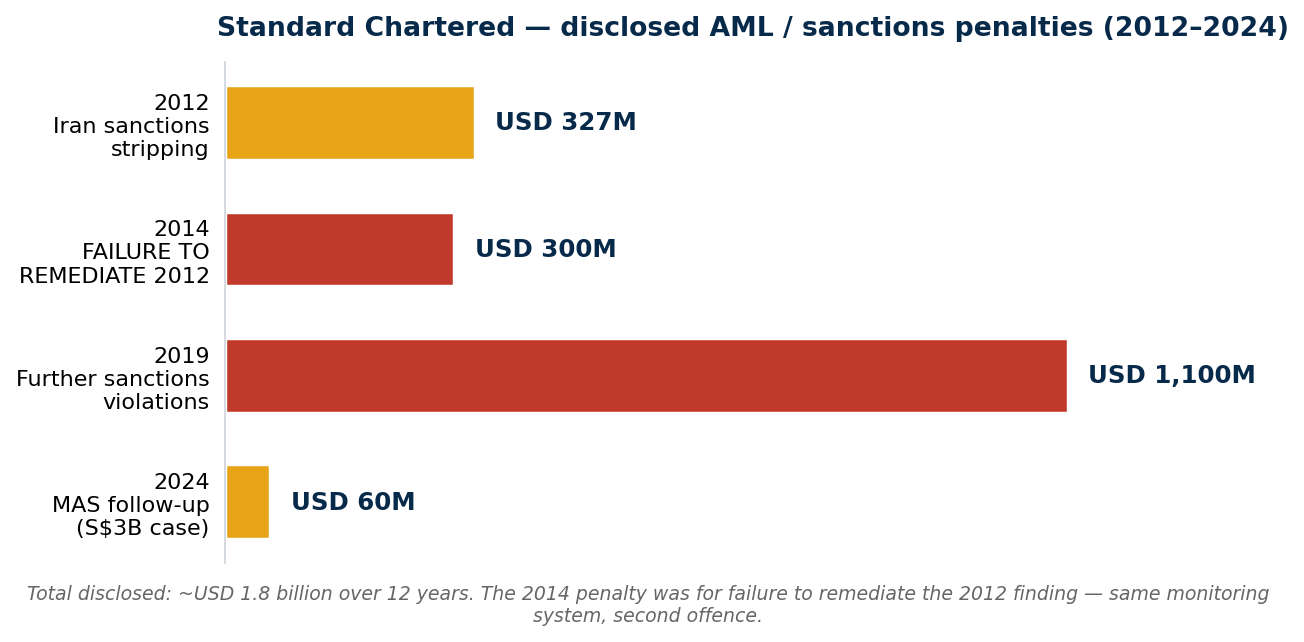 Standard Chartered — disclosed AML / sanctions penalties (2012–2024)
2012
Iran sanctions
stripping
USD 327M
2014
FAILURE TO
REMEDIATE 2012
USD 300M
2019
Further sanctions
violations
USD 1,100M
2024
MAS follow-up
(S$3B case)
USD 60M
Total disclosed: ~USD 1.8 billion over 12 years. The 2014 penalty was for failure to remediate the 2012 finding — same monitoring
system, second offence.